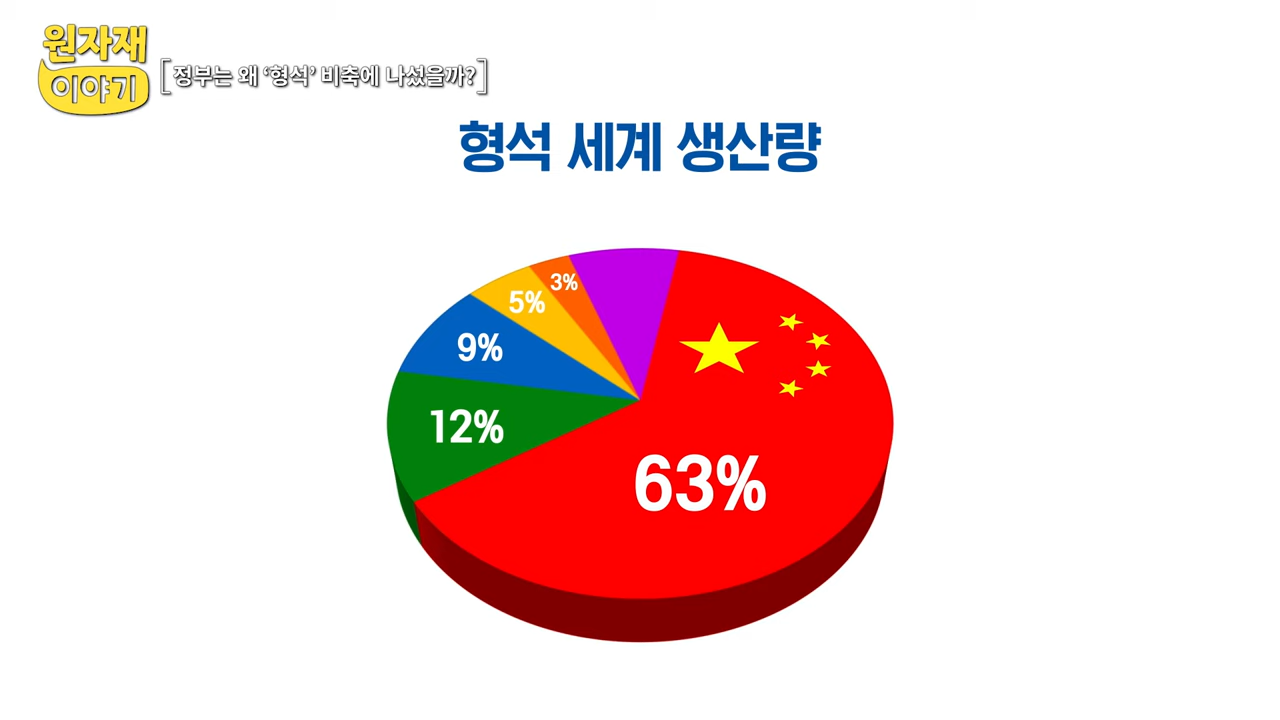 원자재
이야기
[정부는 왜 ‘형석’ 비축에 나섰을까?]
형석 세계 생산량
3%
5%
9%
12%
63%